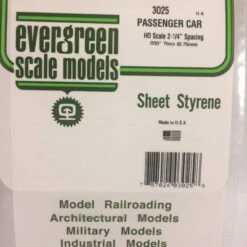 3025
O.R.
PASSENGER CAR
HO Scale 2-1/4" Spacing
.030" Thick (0.75mm)
evergreen
scale models
Sheet Styrene
Made in U.S.A.
Model Railroading
Architectural Models
Military Models
Industrial Models